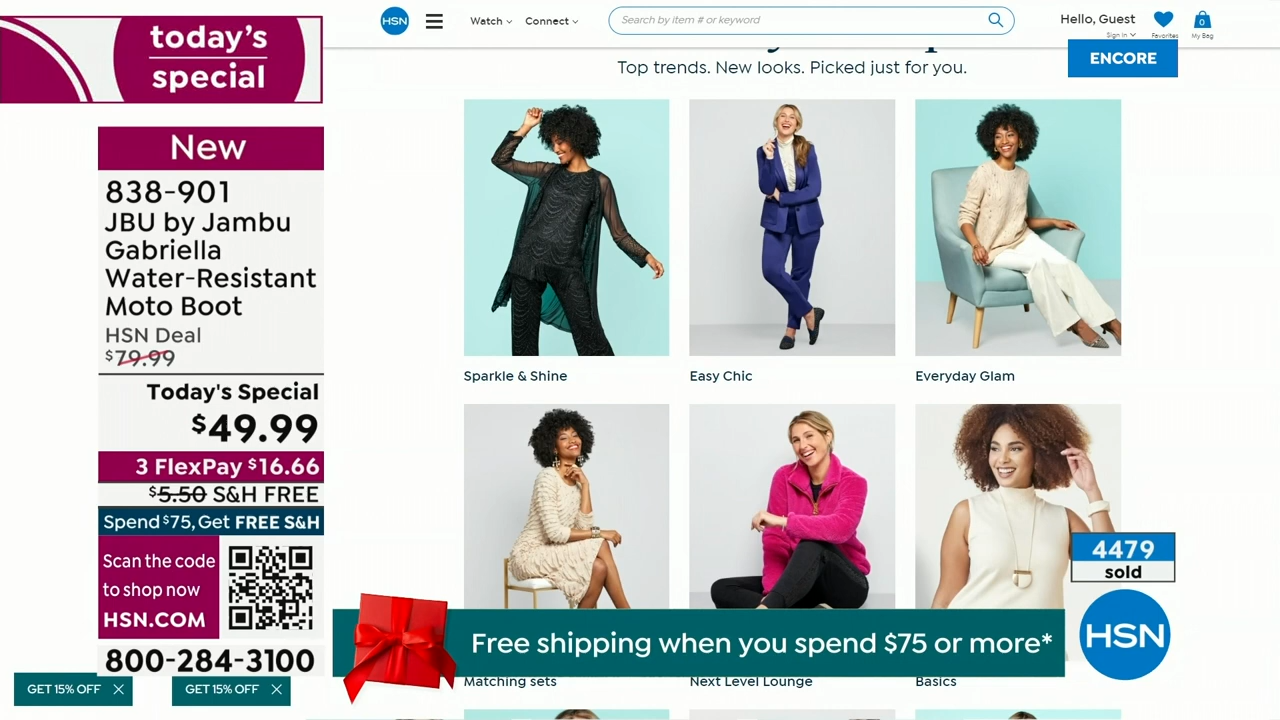 today's
special
New
838-901
JBU by Jambu
Gabriella
Water-Resistant
Moto Boot
HSN Deal
$79.99
Today's Special
$49.99
3 FlexPay $16.66
$5.50 S&H FREE
Spend $75, Get FREE S&H
Scan the code
to shop now
HSN.COM
800-284-3100
GET 15% OFF
GET 15% OFF
HSN
Watch
Connect
Search by item # or keyword
Hello, Guest
Sign In
Favorites
0
My Bag
ENCORE
Top trends. New looks. Picked just for you.
Sparkle & Shine
Easy Chic
Everyday Glam
4479
sold
Free shipping when you spend $75 or more*
HSN
Matching sets
Next Level Lounge
Basics